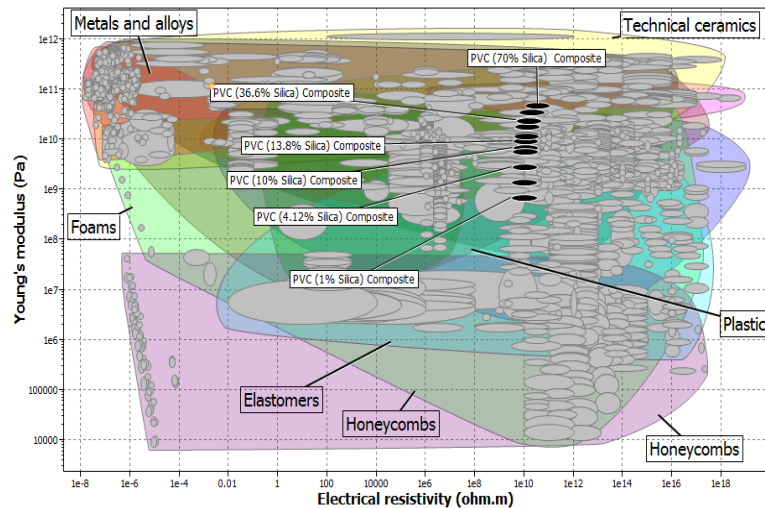 Metals and alloys
Technical ceramics
1e12
PVC (70% Silica) Composite
1e11
PVC (36.6% Silica) Composite
1e10
PVC (13.8% Silica) Composite
PVC (10% Silica) Composite
1e9
PVC (4.12% Silica) Composite
Foams
1e8
PVC (1% Silica) Composite
1e7
Plastic
1e6
Elastomers
100000
Honeycombs
Honeycombs
10000
Young's modulus (Pa)
1e-8
1e-6
1e-4
0.01
1
100
10000
1e6
1e8
1e10
1e12
1e14
1e16
1e18
Electrical resistivity (ohm.m)